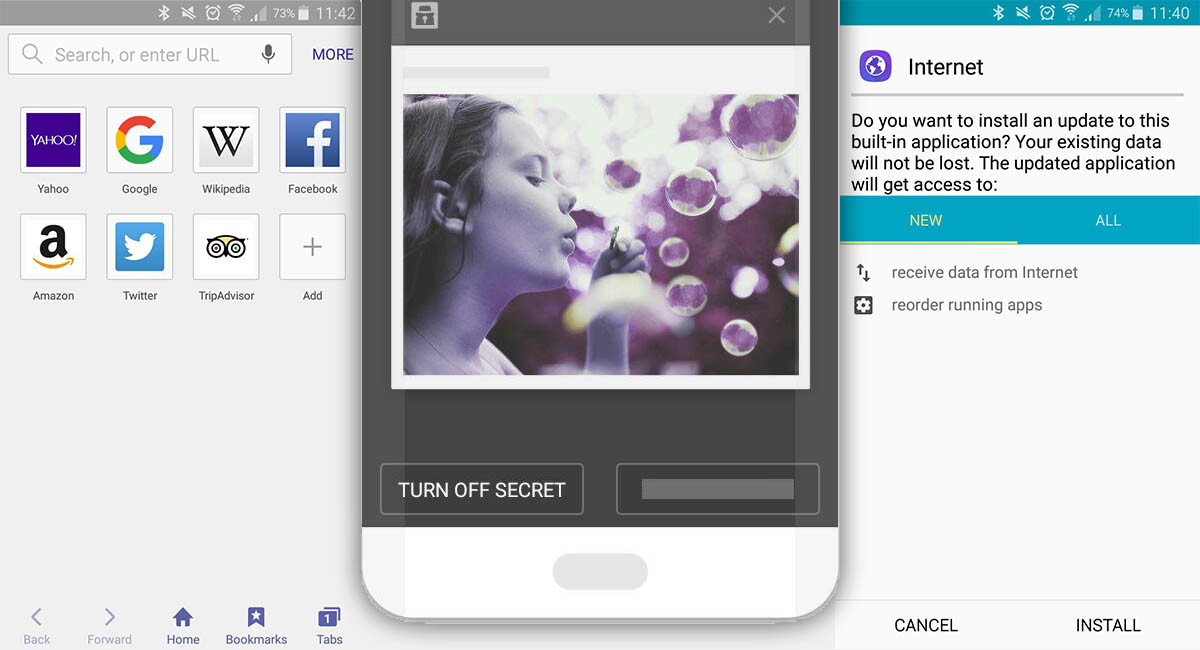 73% 11:42
Search, or enter URL
MORE
YAHOO!
W
f
Yahoo
Google
Wikipedia
Facebook
a
+
Amazon
Twitter
TripAdvisor
Add
Back
Forward
Home
Bookmarks
1
Tabs
TURN OFF SECRET
74% 11:40
Internet
Do you want to install an update to this
built-in application? Your existing data
will not be lost. The updated application
will get access to:
NEW
ALL
receive data from Internet
reorder running apps
CANCEL
INSTALL